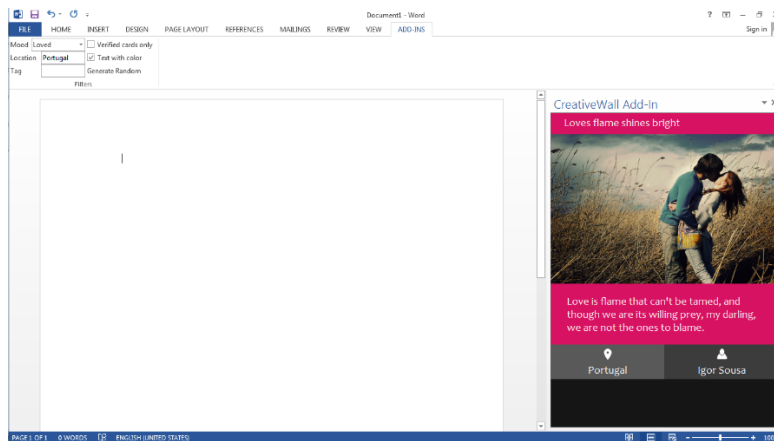 Document1 - Word
FILE HOME INSERT DESIGN PAGE LAYOUT REFERENCES MAILINGS REVIEW VIEW ADD-INS
Sign in
Mood Loved Verified cards only
Location Portugal Text with color
Tag Generate Random
Filters
CreativeWall Add-In
Loves flame shines bright
Love is flame that can't be tamed, and
though we are its willing prey, my darling,
we are not the ones to blame.
Portugal Igor Sousa
PAGE 1 OF 1 0 WORDS ENGLISH (UNITED STATES) 100